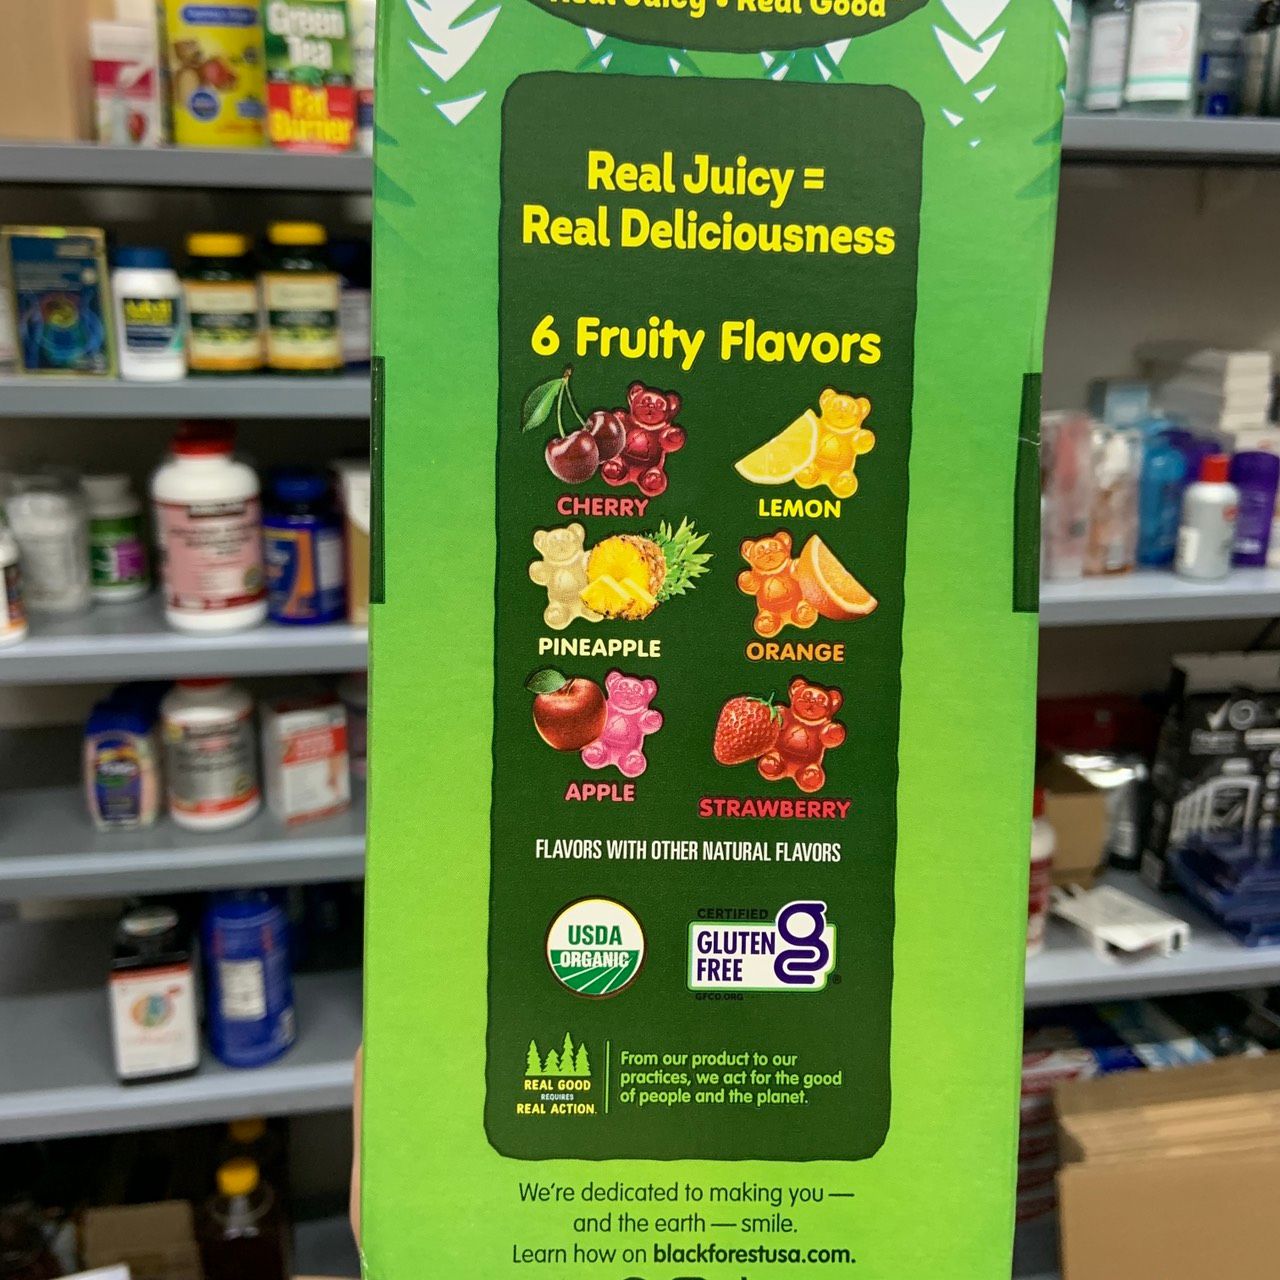 Real Juicy • Real Good
Green
Tea
Fat
Burner
Real Juicy =
Real Deliciousness
6 Fruity Flavors
CHERRY
LEMON
PINEAPPLE
ORANGE
APPLE
STRAWBERRY
FLAVORS WITH OTHER NATURAL FLAVORS
USDA
ORGANIC
CERTIFIED
GLUTEN
FREE
g
®
GFCO.ORG
REAL GOOD
REQUIRES
REAL ACTION.
From our product to our
practices, we act for the good
of people and the planet.
We're dedicated to making you —
and the earth — smile.
Learn how on blackforestusa.com.